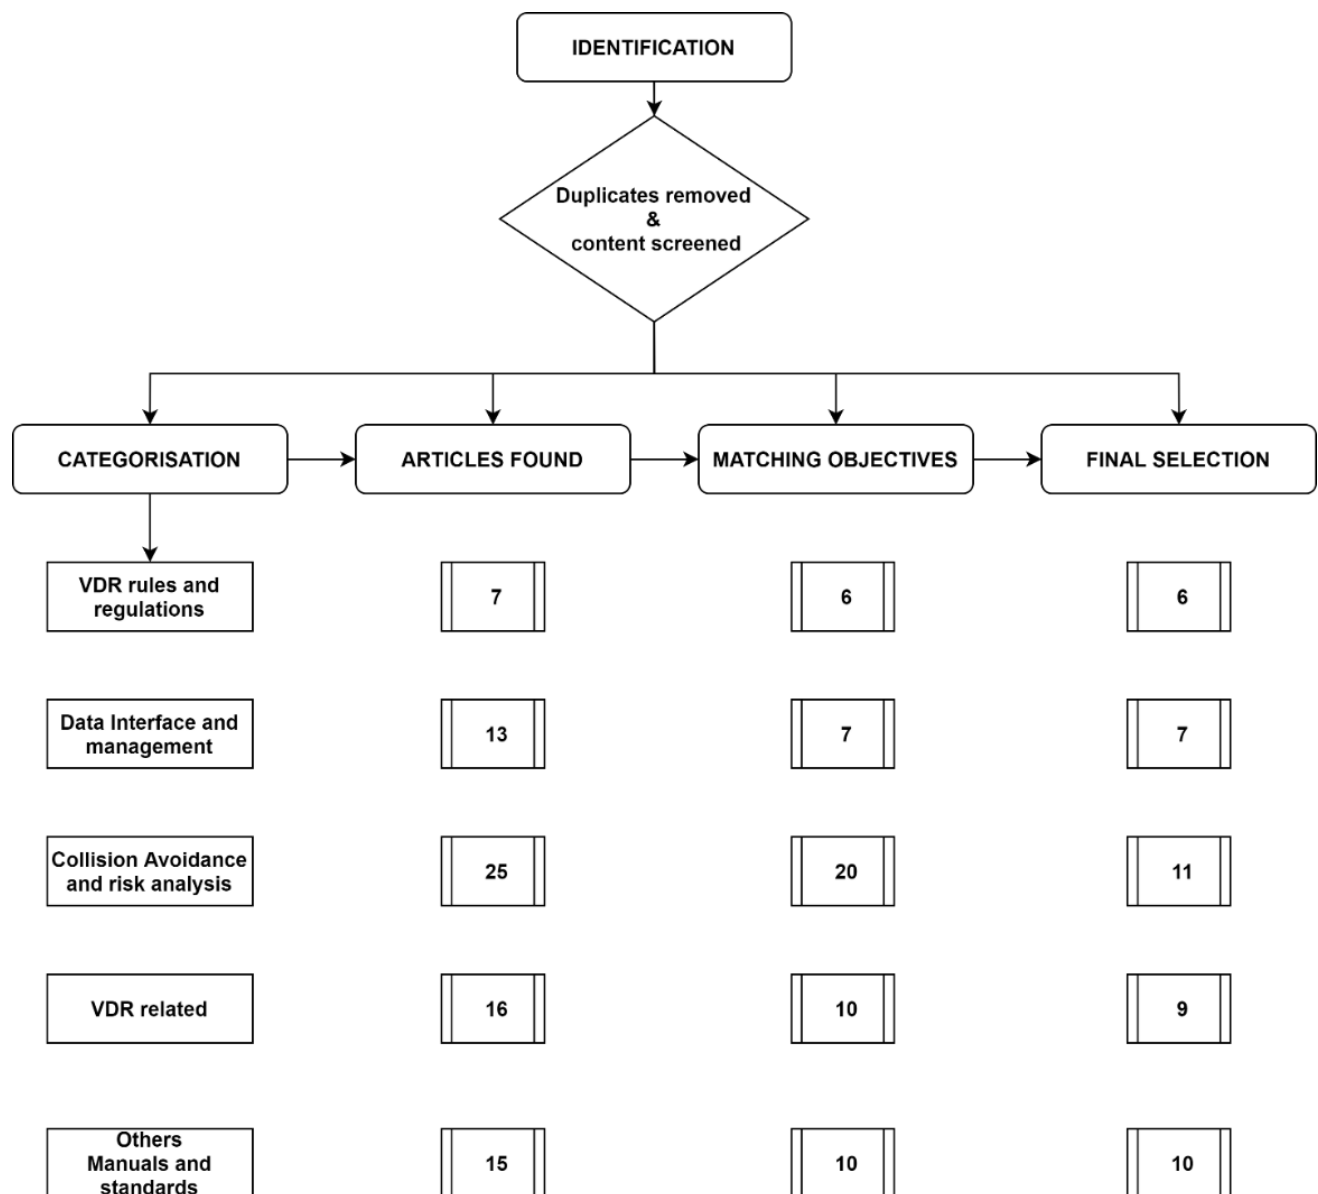 IDENTIFICATION
Duplicates removed
&
content screened
CATEGORISATION
ARTICLES FOUND
MATCHING OBJECTIVES
FINAL SELECTION
VDR rules and
regulations
7
6
6
Data Interface and
management
13
7
7
Collision Avoidance
and risk analysis
25
20
11
VDR related
16
10
9
Others
Manuals and
standards
15
10
10